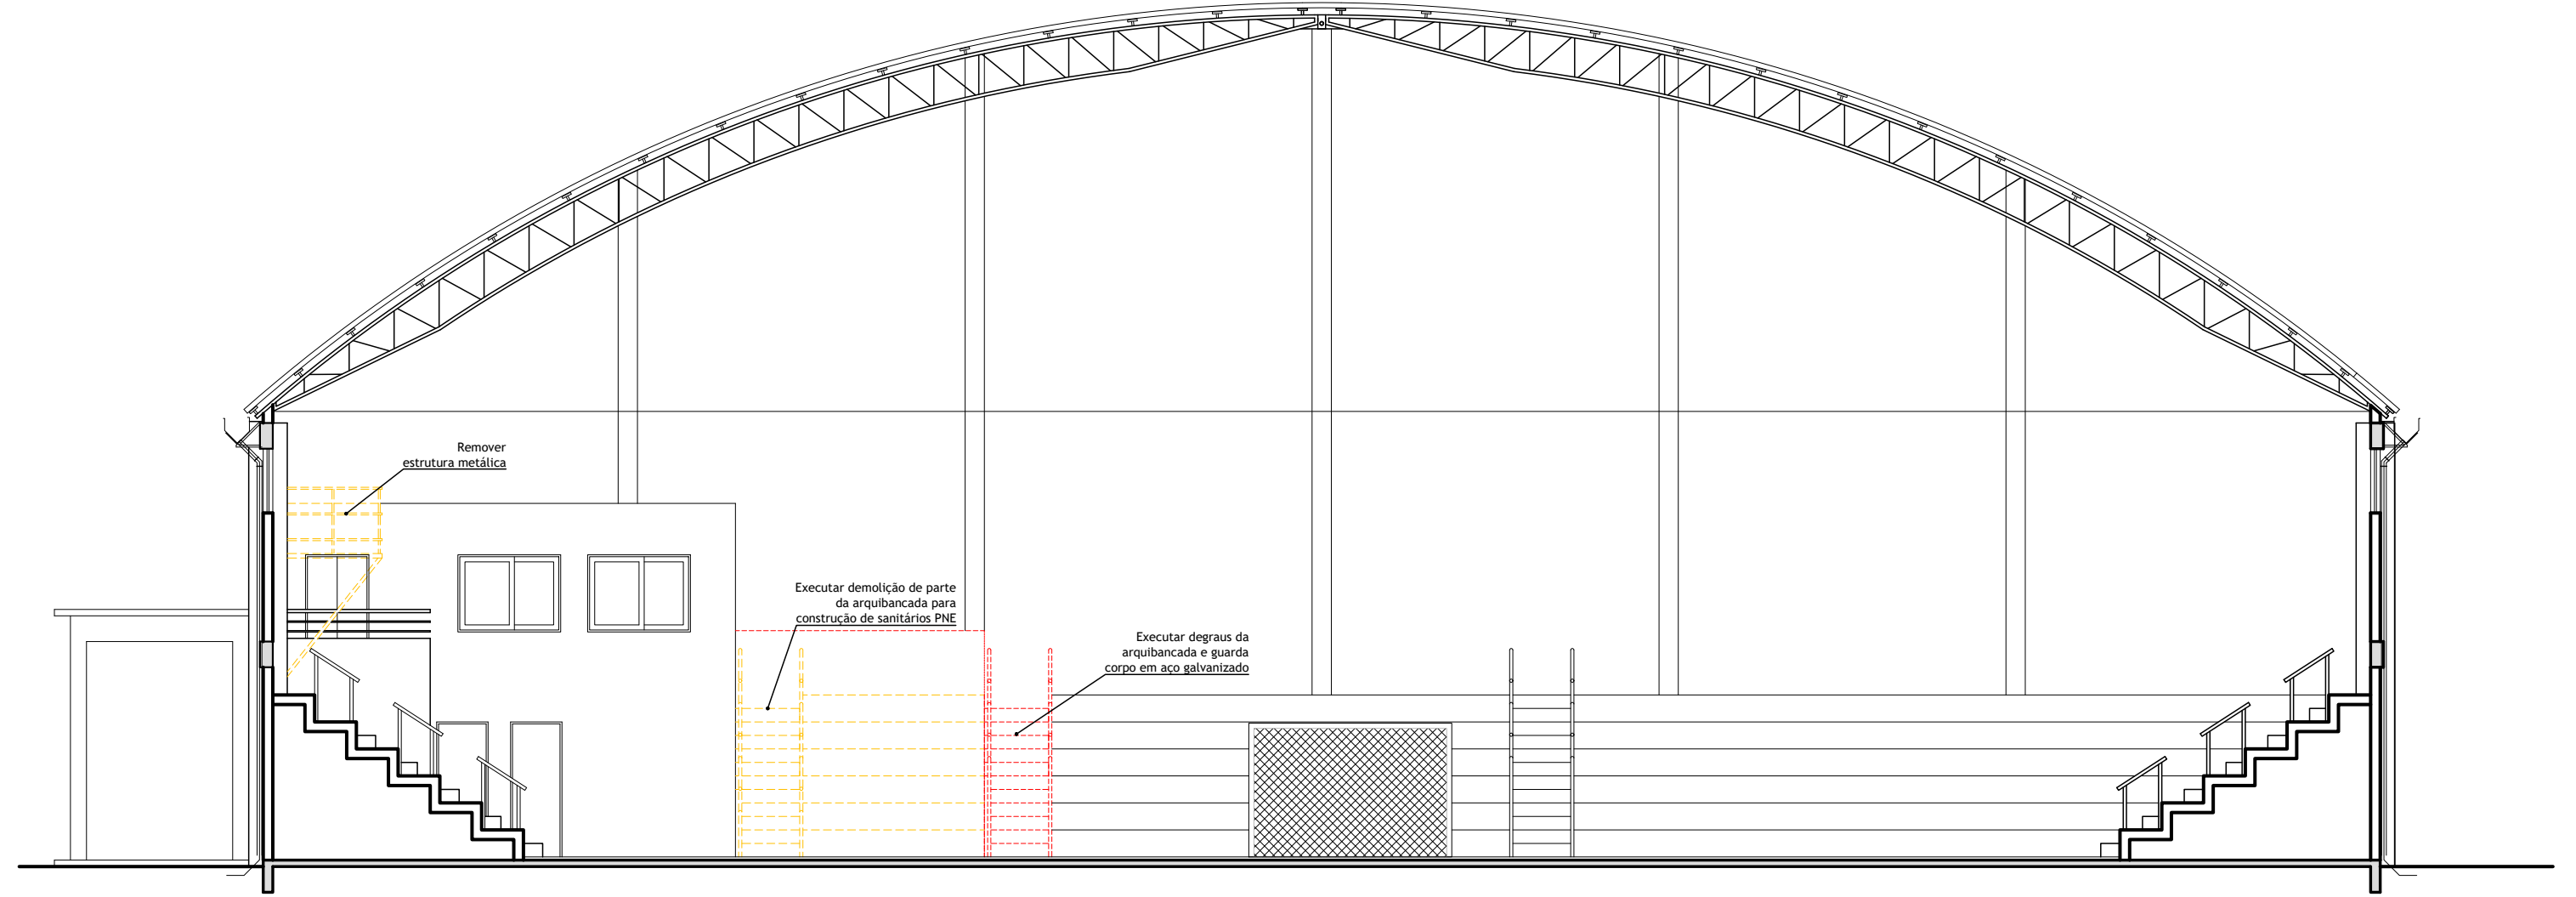 Remover
estrutura metálica
Executar demolição de parte
da arquibancada para
construção de sanitários PNE
Executar degraus da
arquibancada e guarda
corpo em aço galvanizado